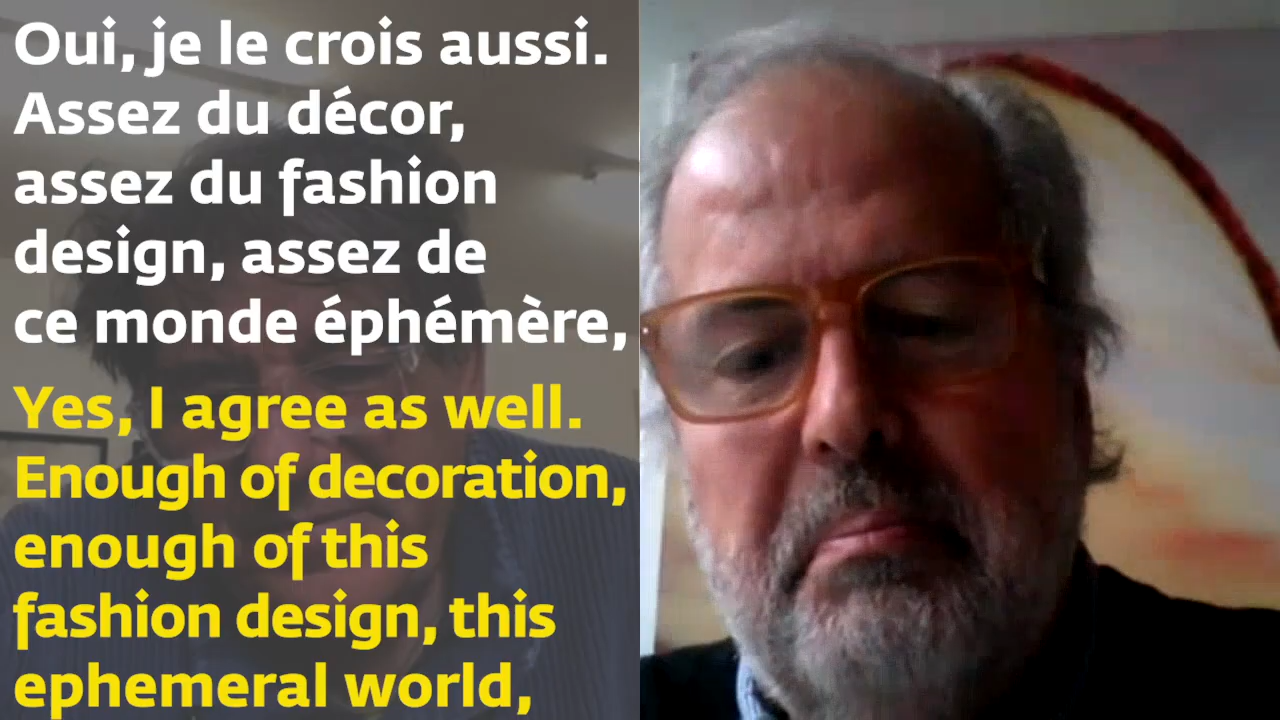 Oui, je le crois aussi.
Assez du décor,
assez du fashion
design, assez de
ce monde éphémère,
Yes, I agree as well.
Enough of decoration,
enough of this
fashion design, this
ephemeral world,